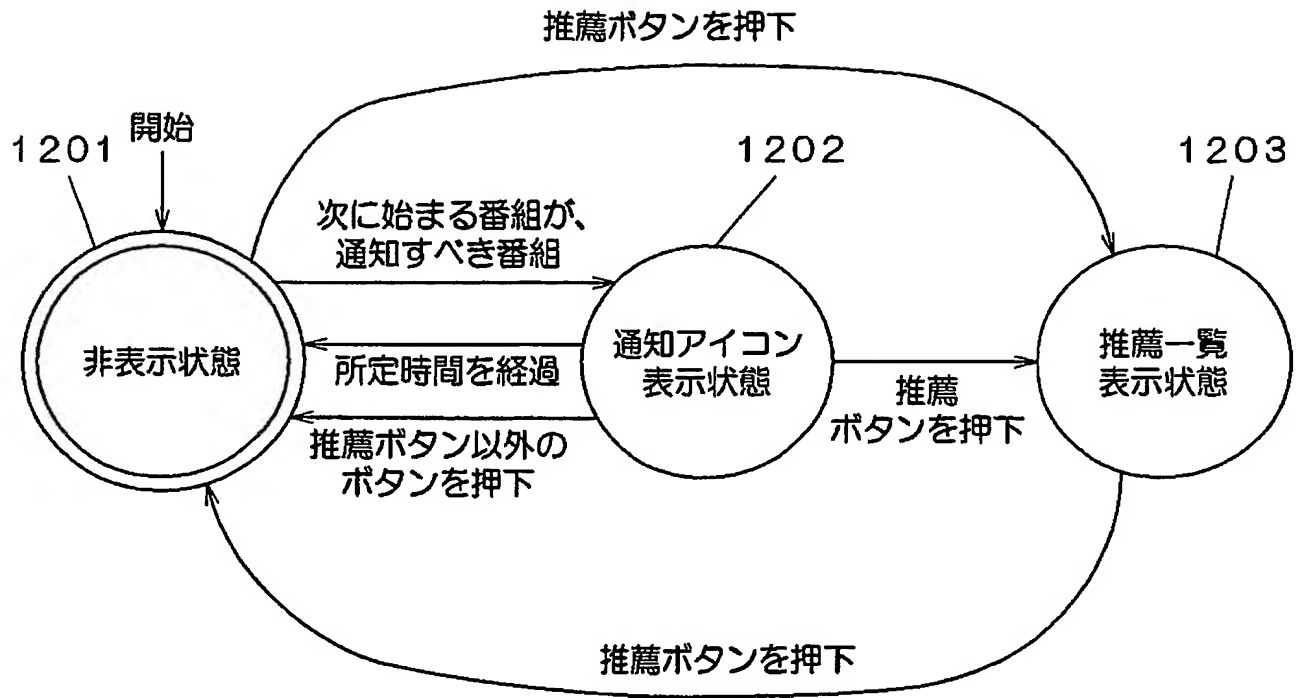 推薦ボタンを押下
1201
開始
1202
1203
次に始まる番組が、
通知すべき番組
非表示状態
所定時間を経過
通知アイコン
表示状態
推薦一覧
表示状態
推薦
ボタンを押下
推薦ボタン以外の
ボタンを押下
推薦ボタンを押下